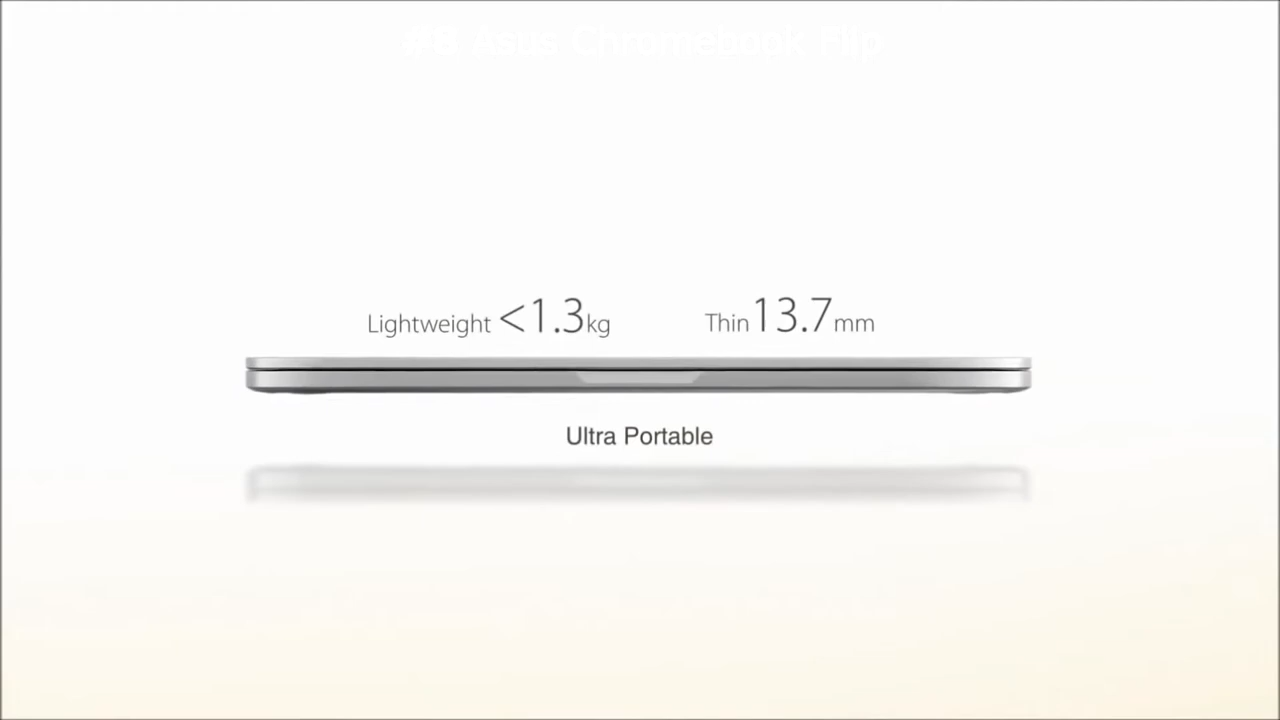 #8 Asus Chromebook Flip
Lightweight <1.3kg Thin 13.7mm
Ultra Portable